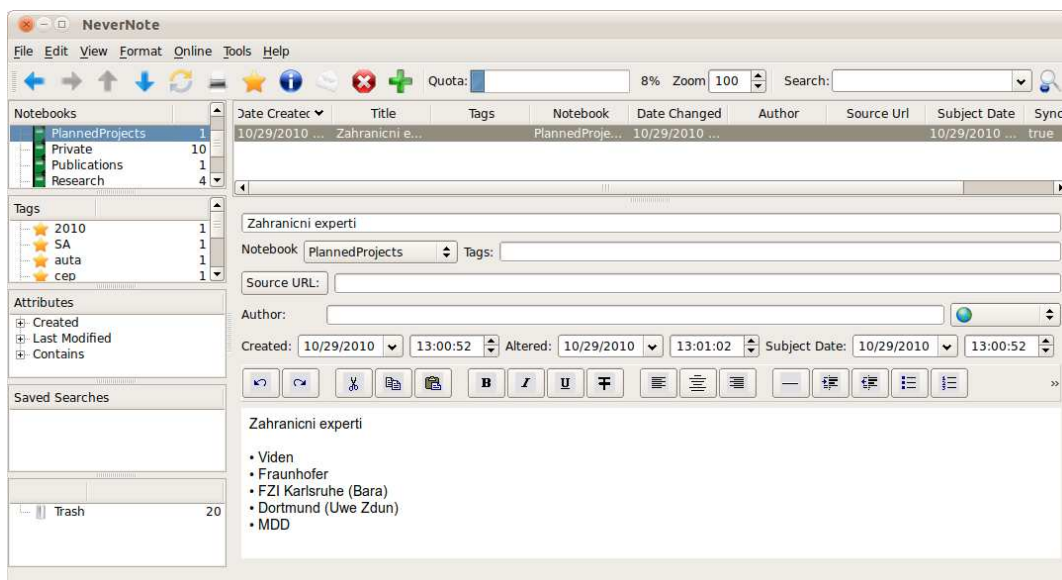 NeverNote
File Edit View Format Online Tools Help
Quota: 8% Zoom 100 Search:
Notebooks
PlannedProjects 1
Private 10
Publications 1
Research 4
Tags
2010 1
SA 1
auta 1
cep 1
Attributes
Created
Last Modified
Contains
Saved Searches
Trash 20
Date Created Title Tags Notebook Date Changed Author Source Url Subject Date Sync
10/29/2010 ... Zahranicni e... PlannedProje... 10/29/2010 ... 10/29/2010 ... true
Zahranicni experti
Notebook PlannedProjects Tags:
Source URL:
Author:
Created: 10/29/2010 13:00:52 Altered: 10/29/2010 13:01:02 Subject Date: 10/29/2010 13:00:52
B I U T
»
Zahranicni experti
• Viden
• Fraunhofer
• FZI Karlsruhe (Bara)
• Dortmund (Uwe Zdun)
• MDD